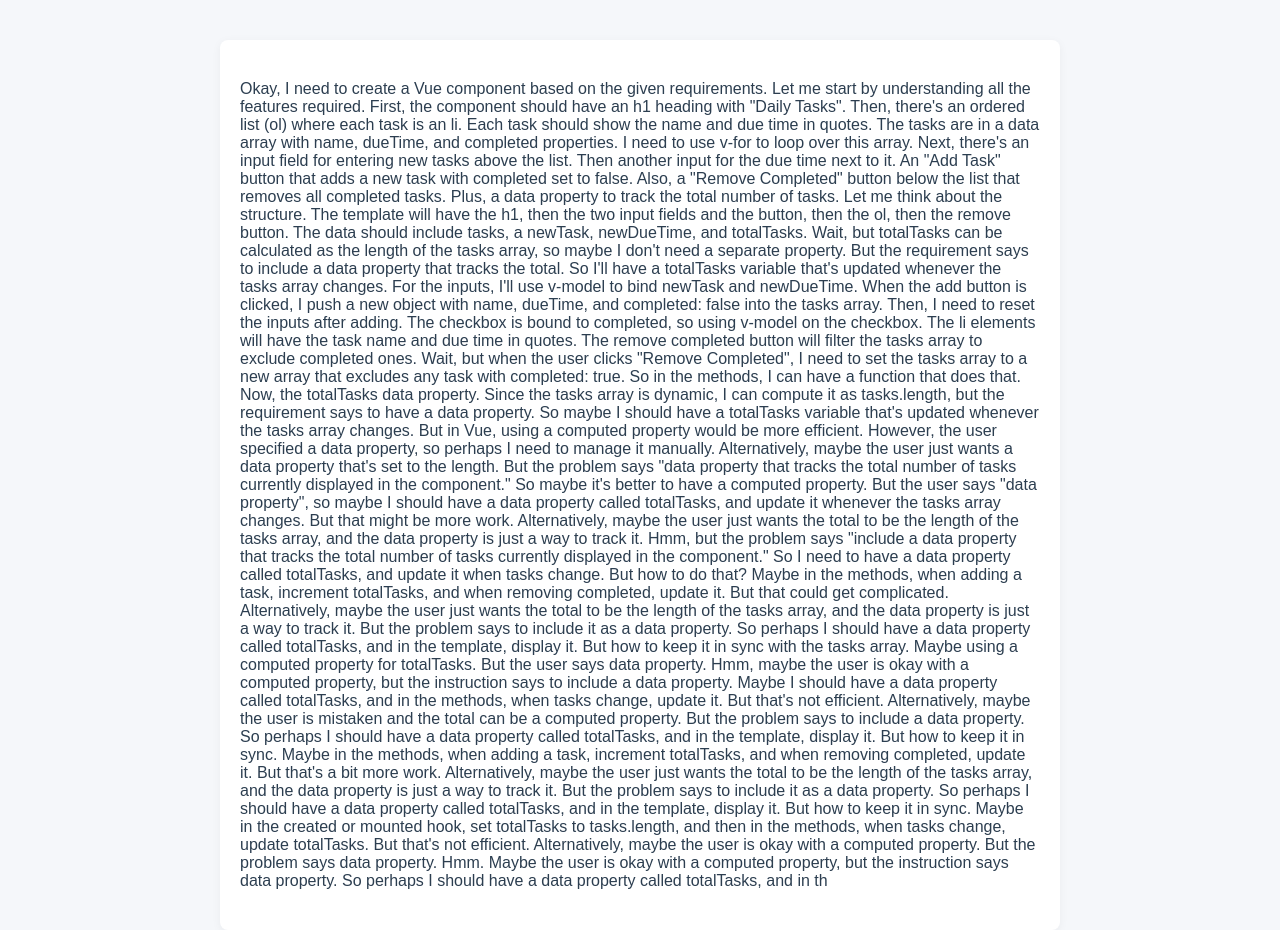 Okay, I need to create a Vue component based on the given requirements. Let me start by understanding all the
features required. First, the component should have an h1 heading with "Daily Tasks". Then, there's an ordered
list (ol) where each task is an li. Each task should show the name and due time in quotes. The tasks are in a data
array with name, dueTime, and completed properties. I need to use v-for to loop over this array. Next, there's an
input field for entering new tasks above the list. Then another input for the due time next to it. An "Add Task"
button that adds a new task with completed set to false. Also, a "Remove Completed" button below the list that
removes all completed tasks. Plus, a data property to track the total number of tasks. Let me think about the
structure. The template will have the h1, then the two input fields and the button, then the ol, then the remove
button. The data should include tasks, a newTask, newDueTime, and totalTasks. Wait, but totalTasks can be
calculated as the length of the tasks array, so maybe I don't need a separate property. But the requirement says
to include a data property that tracks the total. So I'll have a totalTasks variable that's updated whenever the
tasks array changes. For the inputs, I'll use v-model to bind newTask and newDueTime. When the add button is
clicked, I push a new object with name, dueTime, and completed: false into the tasks array. Then, I need to reset
the inputs after adding. The checkbox is bound to completed, so using v-model on the checkbox. The li elements
will have the task name and due time in quotes. The remove completed button will filter the tasks array to
exclude completed ones. Wait, but when the user clicks "Remove Completed", I need to set the tasks array to a
new array that excludes any task with completed: true. So in the methods, I can have a function that does that.
Now, the totalTasks data property. Since the tasks array is dynamic, I can compute it as tasks.length, but the
requirement says to have a data property. So maybe I should have a totalTasks variable that's updated whenever
the tasks array changes. But in Vue, using a computed property would be more efficient. However, the user
specified a data property, so perhaps I need to manage it manually. Alternatively, maybe the user just wants a
data property that's set to the length. But the problem says "data property that tracks the total number of tasks
currently displayed in the component." So maybe it's better to have a computed property. But the user says "data
property", so maybe I should have a data property called totalTasks, and update it whenever the tasks array
changes. But that might be more work. Alternatively, maybe the user just wants the total to be the length of the
tasks array, and the data property is just a way to track it. Hmm, but the problem says "include a data property
that tracks the total number of tasks currently displayed in the component." So I need to have a data property
called totalTasks, and update it when tasks change. But how to do that? Maybe in the methods, when adding a
task, increment totalTasks, and when removing completed, update it. But that could get complicated.
Alternatively, maybe the user just wants the total to be the length of the tasks array, and the data property is just
a way to track it. But the problem says to include it as a data property. So perhaps I should have a data property
called totalTasks, and in the template, display it. But how to keep it in sync with the tasks array. Maybe using a
computed property for totalTasks. But the user says data property. Hmm, maybe the user is okay with a
computed property, but the instruction says to include a data property. Maybe I should have a data property
called totalTasks, and in the methods, when tasks change, update it. But that's not efficient. Alternatively, maybe
the user is mistaken and the total can be a computed property. But the problem says to include a data property.
So perhaps I should have a data property called totalTasks, and in the template, display it. But how to keep it in
sync. Maybe in the methods, when adding a task, increment totalTasks, and when removing completed, update
it. But that's a bit more work. Alternatively, maybe the user just wants the total to be the length of the tasks array,
and the data property is just a way to track it. But the problem says to include it as a data property. So perhaps I
should have a data property called totalTasks, and in the template, display it. But how to keep it in sync. Maybe
in the created or mounted hook, set totalTasks to tasks.length, and then in the methods, when tasks change,
update totalTasks. But that's not efficient. Alternatively, maybe the user is okay with a computed property. But the
problem says data property. Hmm. Maybe the user is okay with a computed property, but the instruction says
data property. So perhaps I should have a data property called totalTasks, and in th